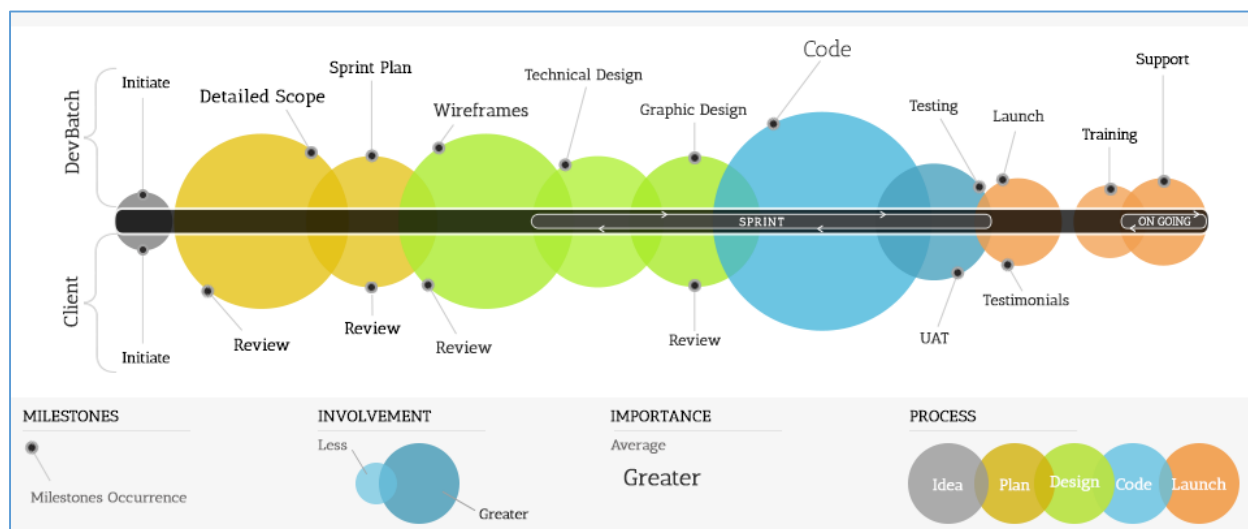 Code
Sprint Plan
Support
Initiate
Technical Design
Detailed Scope
Wireframes
Graphic Design
Testing
Launch
Training
DevBatch
SPRINT
ON GOING
Client
Initiate
Review
Review
Review
Review
UAT
Testimonials
MILESTONES
Milestones Occurrence
INVOLVEMENT
Less
Greater
IMPORTANCE
Average
Greater
PROCESS
Idea
Plan
Design
Code
Launch